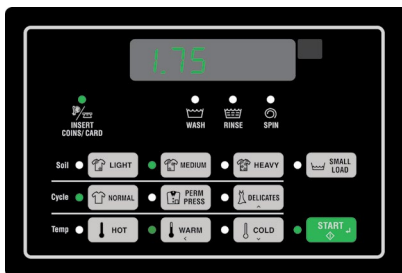 1.75
INSERT
COINS/CARD
WASH
RINSE
SPIN
Soil
LIGHT
MEDIUM
HEAVY
SMALL
LOAD
Cycle
NORMAL
PERM
PRESS
DELICATES
Temp
HOT
WARM
COLD
START